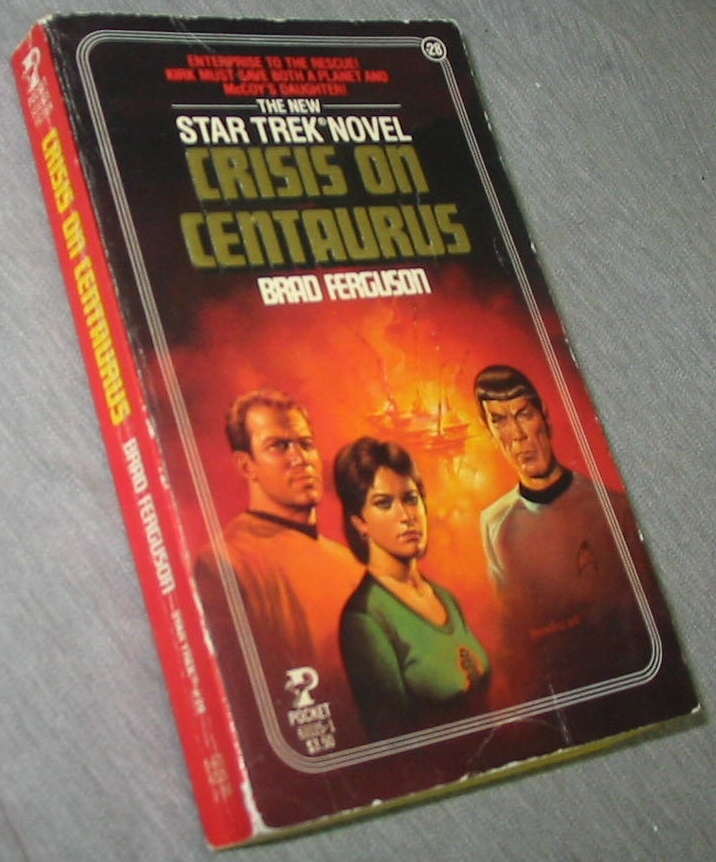 28
ENTERPRISE TO THE RESCUE!
KIRK MUST SAVE BOTH A PLANET AND
McCOY'S DAUGHTER!
THE NEW
STAR TREK® NOVEL
CRISIS ON
CENTAURUS
BRAD FERGUSON
POCKET
$3.50
CRISIS ON CENTAURUS
BRAD FERGUSON